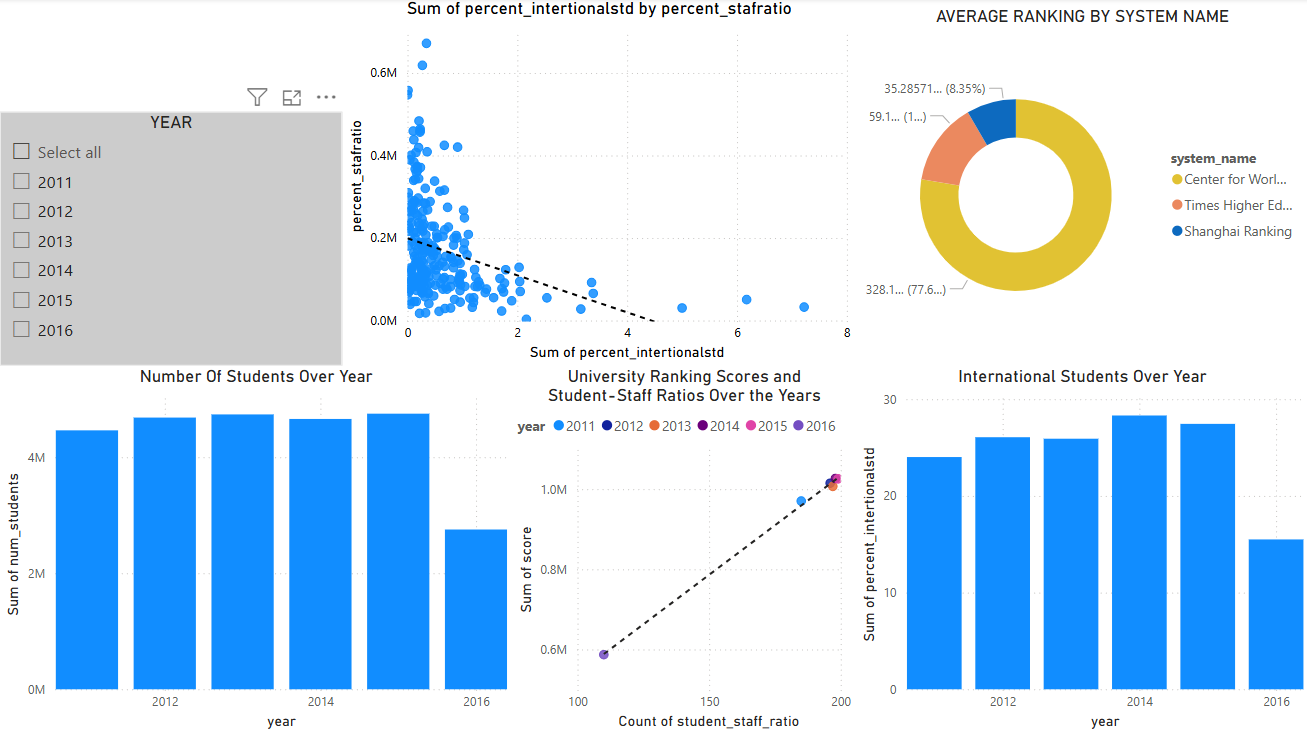 Sum of percent_intertionalstd by percent_stafratio
percent_stafratio
0.6M
0.4M
0.2M
0.0M
0
2
4
6
8
Sum of percent_intertionalstd
AVERAGE RANKING BY SYSTEM NAME
35.28571... (8.35%)
59.1... (1...)
328.1... (77.6...)
system_name
Center for Worl...
Times Higher Ed...
Shanghai Ranking
YEAR
Select all
2011
2012
2013
2014
2015
2016
Number Of Students Over Year
Sum of num_students
4M
2M
0M
2012
2014
2016
year
University Ranking Scores and
Student-Staff Ratios Over the Years
year 2011 2012 2013 2014 2015 2016
Sum of score
1.0M
0.8M
0.6M
100
150
200
Count of student_staff_ratio
International Students Over Year
Sum of percent_intertionalstd
30
20
10
0
2012
2014
2016
year